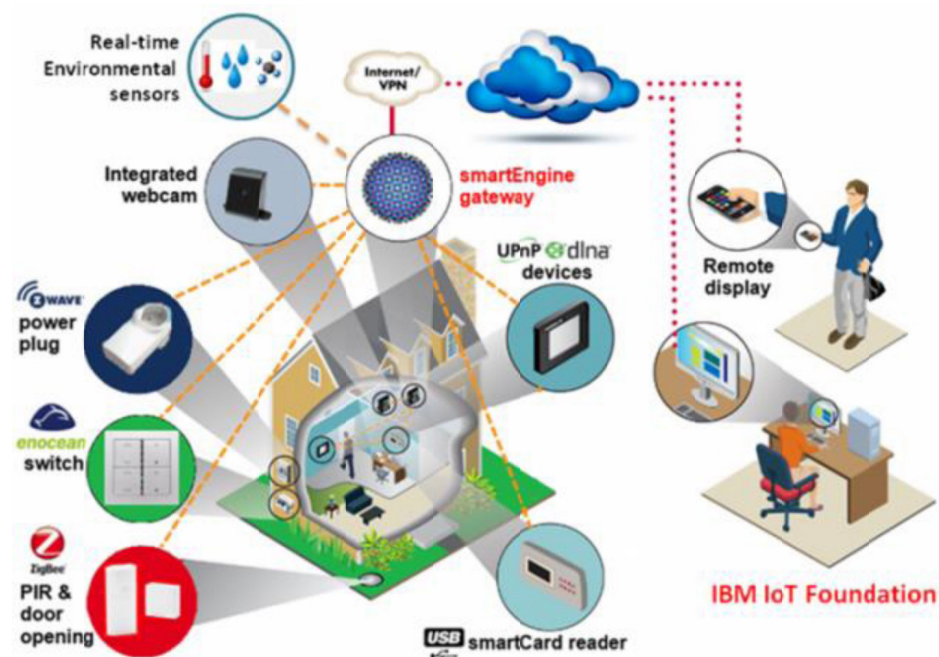 Real-time
Environmental
sensors
Internet/
VPN
Integrated
webcam
smartEngine
gateway
UPnP dlna
devices
Z WAVE
power
plug
Remote
display
enocean
switch
Z
ZigBee
PIR &
door
opening
IBM IoT Foundation
USB smartCard reader